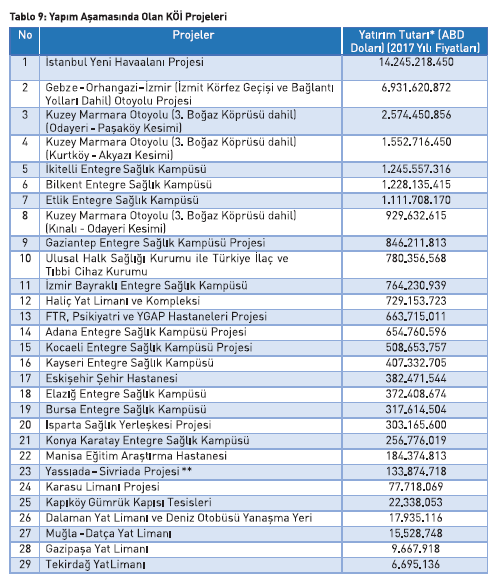 Tablo 9: Yapım Aşamasında Olan KÖİ Projeleri
No Projeler Yatırım Tutarı* (ABD
Doları) (2017 Yılı Fiyatları)
1 İstanbul Yeni Havaalanı Projesi 14.245.218.450
2 Gebze - Orhangazi - İzmir (İzmit Körfez Geçişi ve Bağlantı 6.931.620.872
Yolları Dahil) Otoyolu Projesi
3 Kuzey Marmara Otoyolu (3. Boğaz Köprüsü dahil) 2.574.450.856
(Odayeri - Paşaköy Kesimi)
4 Kuzey Marmara Otoyolu (3. Boğaz Köprüsü dahil) 1.552.716.450
(Kurtköy - Akyazı Kesimi)
5 İkitelli Entegre Sağlık Kampüsü 1.245.557.316
6 Bilkent Entegre Sağlık Kampüsü 1.228.135.415
7 Etlik Entegre Sağlık Kampüsü 1.111.708.170
8 Kuzey Marmara Otoyolu (3. Boğaz Köprüsü dahil) 929.632.615
(Kınalı - Odayeri Kesimi)
9 Gaziantep Entegre Sağlık Kampüsü Projesi 846.211.813
10 Ulusal Halk Sağlığı Kurumu ile Türkiye İlaç ve 780.356.568
Tıbbi Cihaz Kurumu
11 İzmir Bayraklı Entegre Sağlık Kampüsü 764.230.939
12 Haliç Yat Limanı ve Kompleksi 729.153.723
13 FTR, Psikiyatri ve YGAP Hastaneleri Projesi 663.715.011
14 Adana Entegre Sağlık Kampüsü Projesi 654.760.596
15 Kocaeli Entegre Sağlık Kampüsü Projesi 508.653.757
16 Kayseri Entegre Sağlık Kampüsü 407.332.705
17 Eskişehir Şehir Hastanesi 382.471.544
18 Elazığ Entegre Sağlık Kampüsü 372.408.674
19 Bursa Entegre Sağlık Kampüsü 317.614.504
20 Isparta Sağlık Yerleşkesi Projesi 303.165.600
21 Konya Karatay Entegre Sağlık Kampüsü 256.776.019
22 Manisa Eğitim Araştırma Hastanesi 184.374.813
23 Yassıada - Sivriada Projesi ** 133.874.718
24 Karasu Limanı Projesi 77.718.069
25 Kapıköy Gümrük Kapısı Tesisleri 22.338.053
26 Dalaman Yat Limanı ve Deniz Otobüsü Yanaşma Yeri 17.935.116
27 Muğla - Datça Yat Limanı 15.528.748
28 Gazipaşa Yat Limanı 9.667.918
29 Tekirdağ YatLimanı 6.695.136